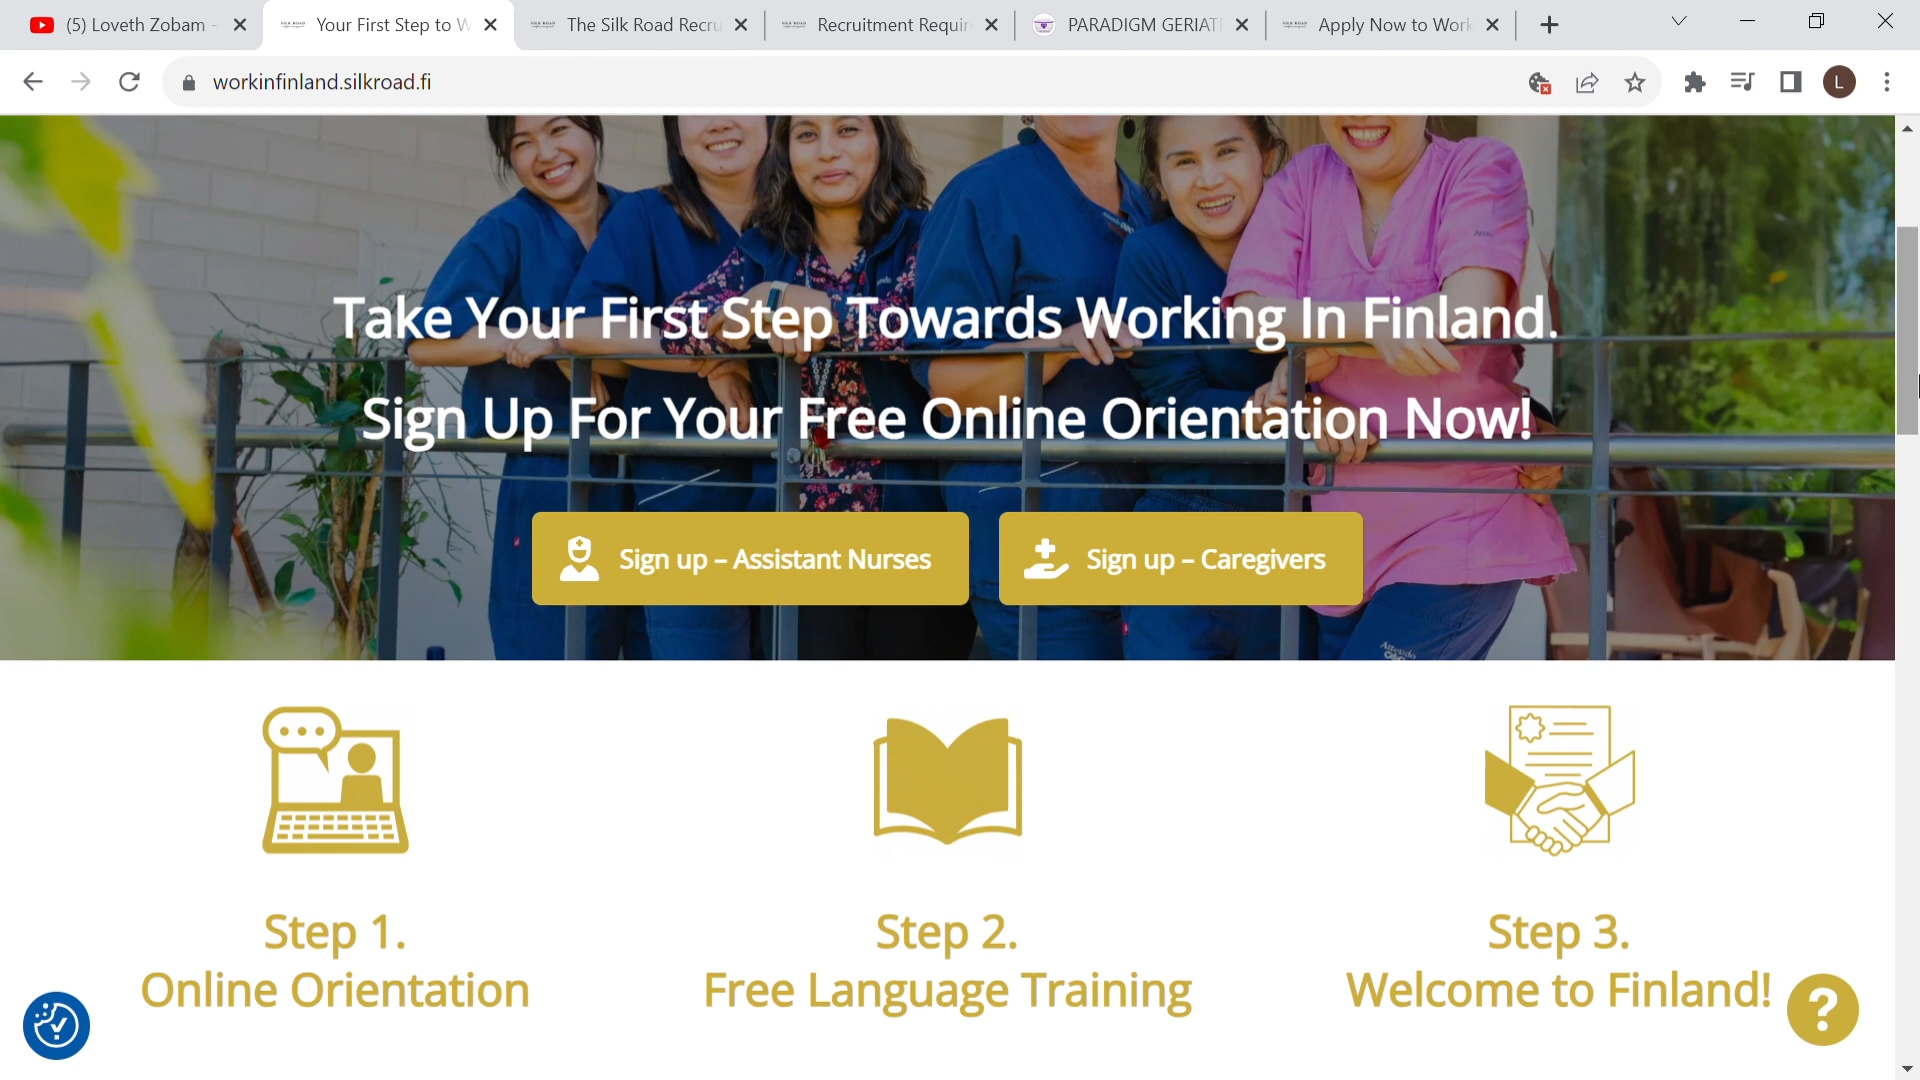 (5) Loveth Zobam -
Your First Step to W
The Silk Road Recru
Recruitment Requir
PARADIGM GERIAT
Apply Now to Work
workinfinland.silkroad.fi
L
Take Your First Step Towards Working In Finland.
Sign Up For Your Free Online Orientation Now!
Sign up – Assistant Nurses
Sign up – Caregivers
Step 1.
Online Orientation
Step 2.
Free Language Training
Step 3.
Welcome to Finland!
?